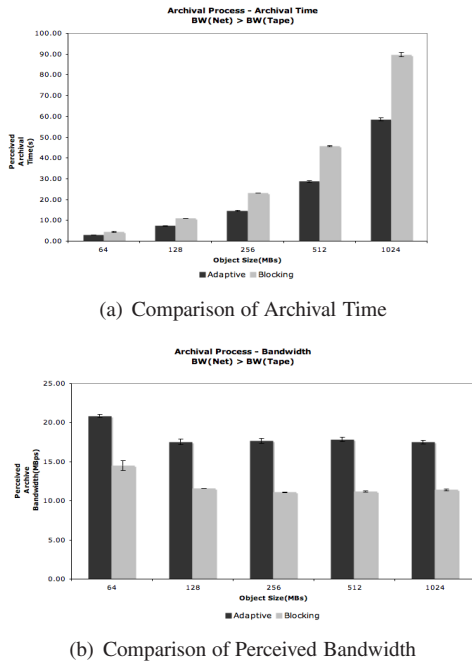 Archival Process - Archival Time
BW(Net) > BW(Tape)
100.00
90.00
80.00
70.00
60.00
50.00
40.00
30.00
20.00
10.00
0.00
Perceived
Archival
Time(s)
64 128 256 512 1024
Object Size(MBs)
Adaptive Blocking
(a) Comparison of Archival Time
Archival Process - Bandwidth
BW(Net) > BW(Tape)
25.00
20.00
15.00
10.00
5.00
0.00
Perceived
Archive
Bandwidth(MBps)
64 128 256 512 1024
Object Size(MBs)
Adaptive Blocking
(b) Comparison of Perceived Bandwidth